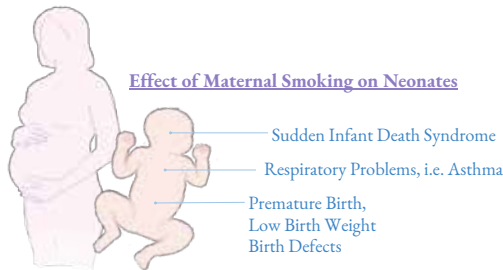 Effect of Maternal Smoking on Neonates
Sudden Infant Death Syndrome
Respiratory Problems, i.e. Asthma
Premature Birth,
Low Birth Weight
Birth Defects